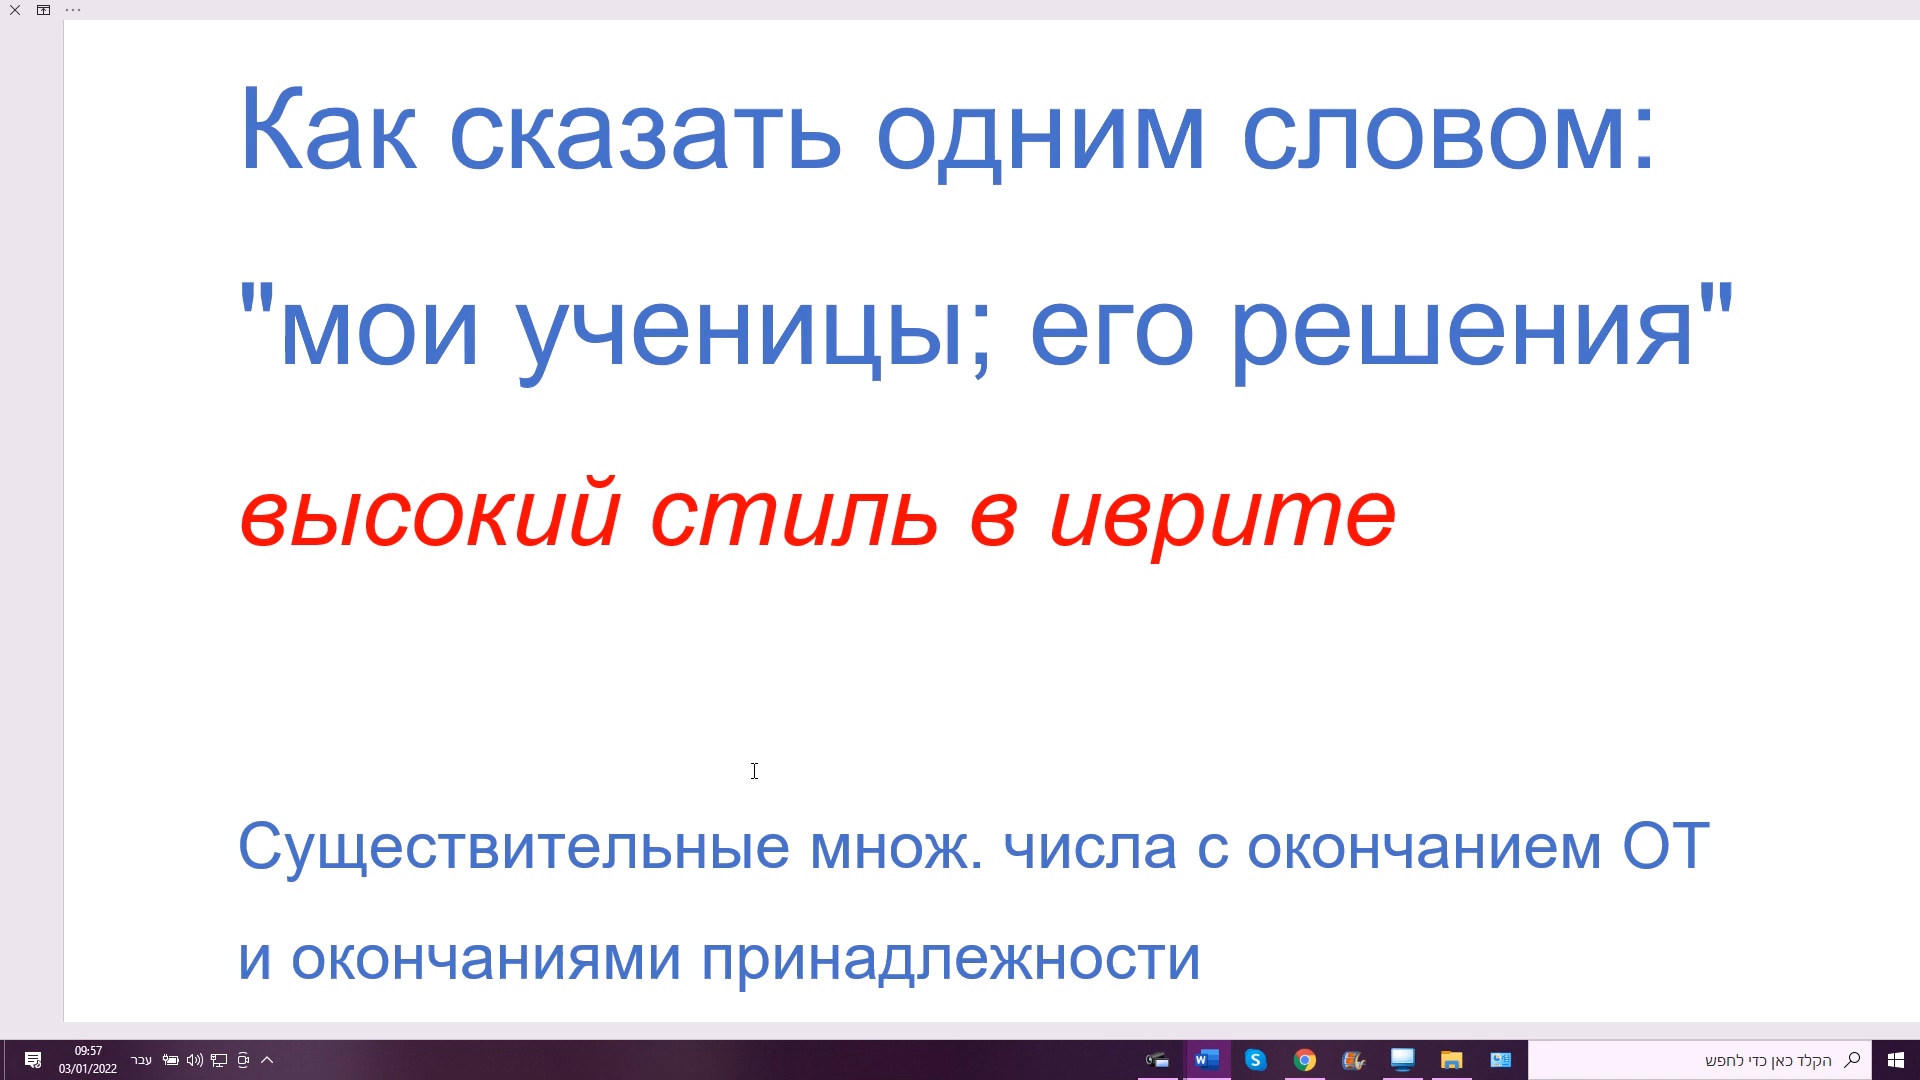 Как сказать одним словом:
"мои ученицы; его решения"
высокий стиль в иврите
Существительные множ. числа с окончанием ОТ
и окончаниями принадлежности
09:57
03/01/2022
עבר
הקלד כאן כדי לחפש